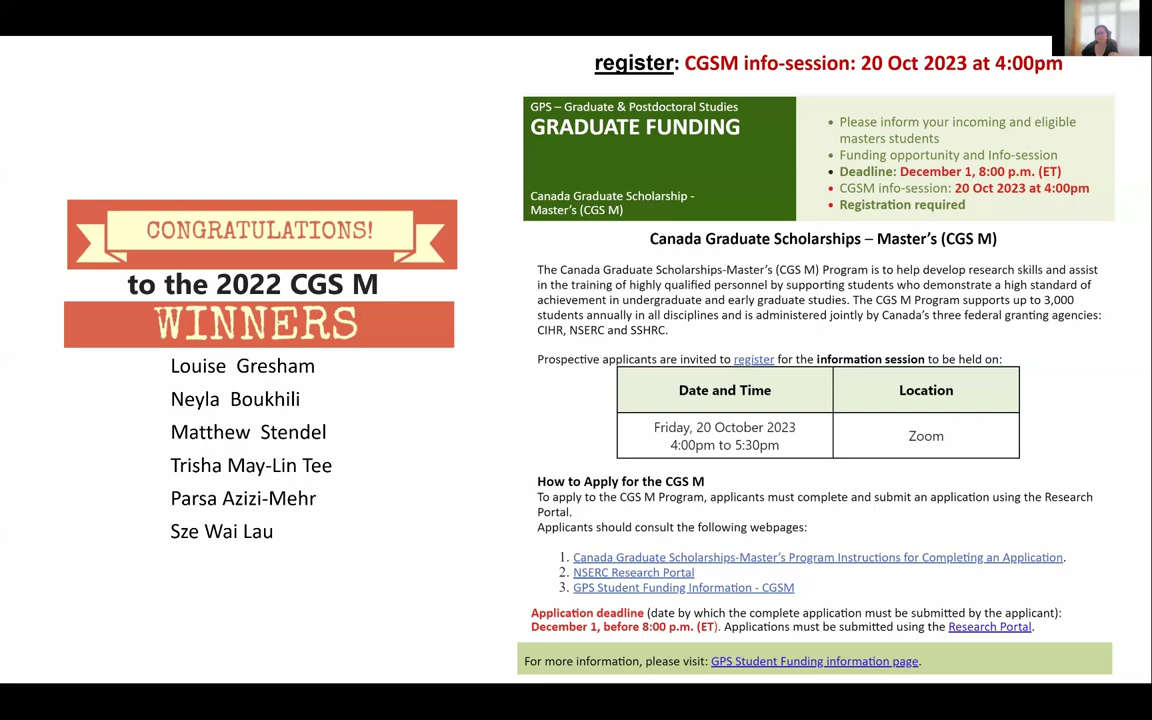 register: CGSM info-session: 20 Oct 2023 at 4:00pm
CONGRATULATIONS!
to the 2022 CGS M
WINNERS
Louise Gresham
Neyla Boukhili
Matthew Stendel
Trisha May-Lin Tee
Parsa Azizi-Mehr
Sze Wai Lau
GPS – Graduate & Postdoctoral Studies
GRADUATE FUNDING
Canada Graduate Scholarship -
Master's (CGS M)
• Please inform your incoming and eligible
masters students
• Funding opportunity and Info-session
• Deadline: December 1, 8:00 p.m. (ET)
• CGSM info-session: 20 Oct 2023 at 4:00pm
• Registration required
Canada Graduate Scholarships – Master's (CGS M)
The Canada Graduate Scholarships-Master's (CGS M) Program is to help develop research skills and assist
in the training of highly qualified personnel by supporting students who demonstrate a high standard of
achievement in undergraduate and early graduate studies. The CGS M Program supports up to 3,000
students annually in all disciplines and is administered jointly by Canada's three federal granting agencies:
CIHR, NSERC and SSHRC.
Prospective applicants are invited to register for the information session to be held on:
Date and Time
Location
Friday, 20 October 2023
4:00pm to 5:30pm
Zoom
How to Apply for the CGS M
To apply to the CGS M Program, applicants must complete and submit an application using the Research
Portal.
Applicants should consult the following webpages:
1. Canada Graduate Scholarships-Master's Program Instructions for Completing an Application.
2. NSERC Research Portal
3. GPS Student Funding Information - CGSM
Application deadline (date by which the complete application must be submitted by the applicant):
December 1, before 8:00 p.m. (ET). Applications must be submitted using the Research Portal.
For more information, please visit: GPS Student Funding information page.